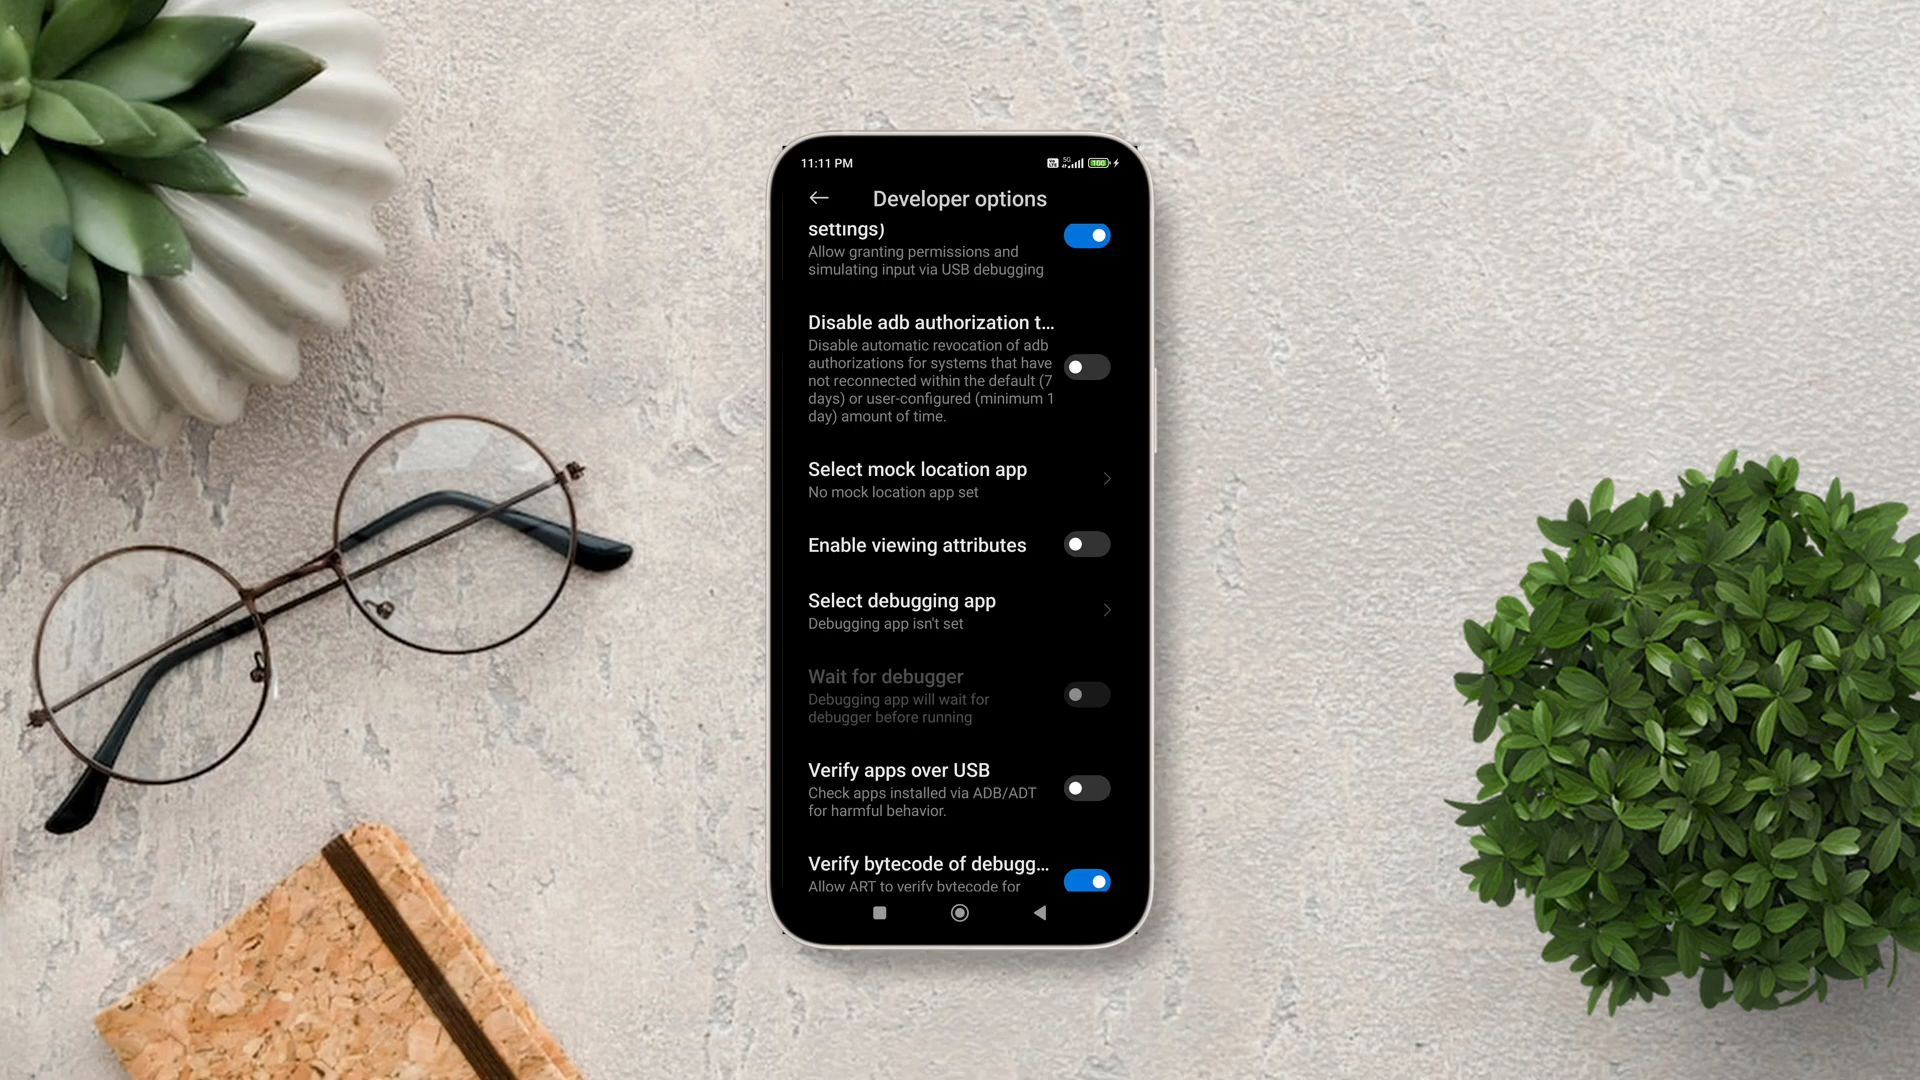 11:11 PM
5G
100
Developer options
settings)
Allow granting permissions and
simulating input via USB debugging
Disable adb authorization t...
Disable automatic revocation of adb
authorizations for systems that have
not reconnected within the default (7
days) or user-configured (minimum 1
day) amount of time.
Select mock location app
No mock location app set
Enable viewing attributes
Select debugging app
Debugging app isn't set
Wait for debugger
Debugging app will wait for
debugger before running
Verify apps over USB
Check apps installed via ADB/ADT
for harmful behavior.
Verify bytecode of debugg...
Allow ART to verify bytecode for